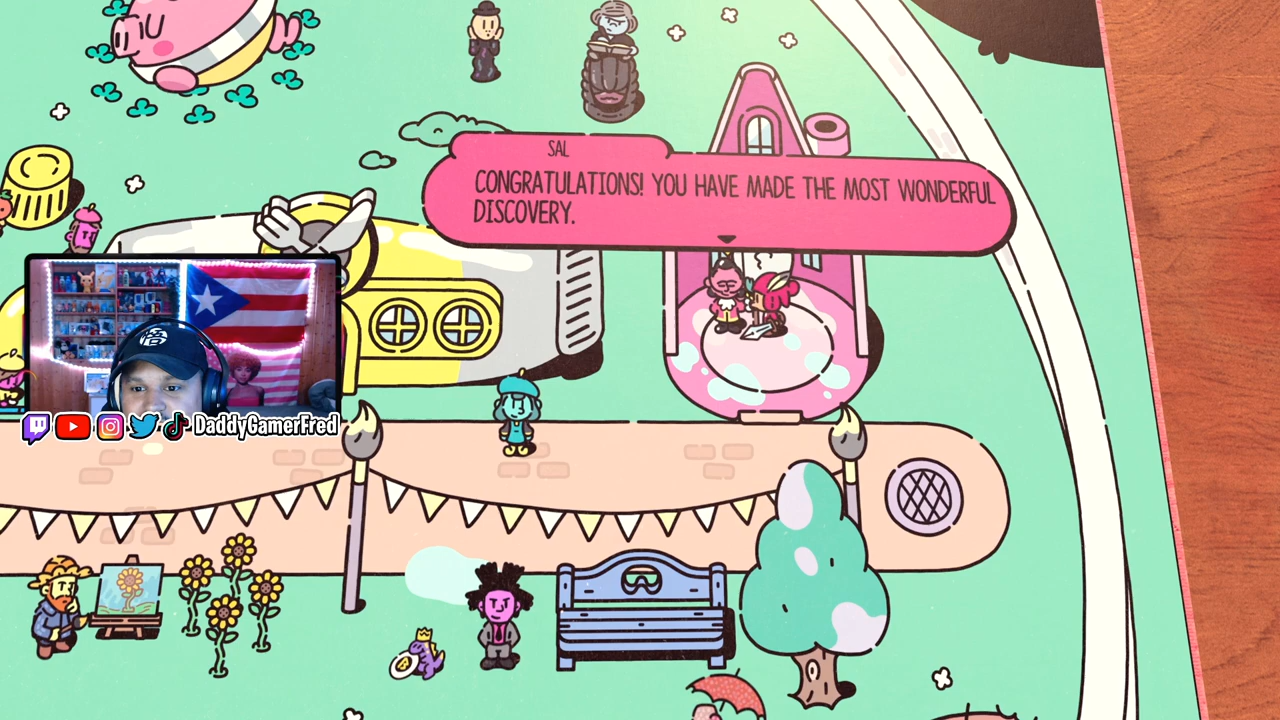 SAL
CONGRATULATIONS! YOU HAVE MADE THE MOST WONDERFUL
DISCOVERY.
DaddyGamerFred